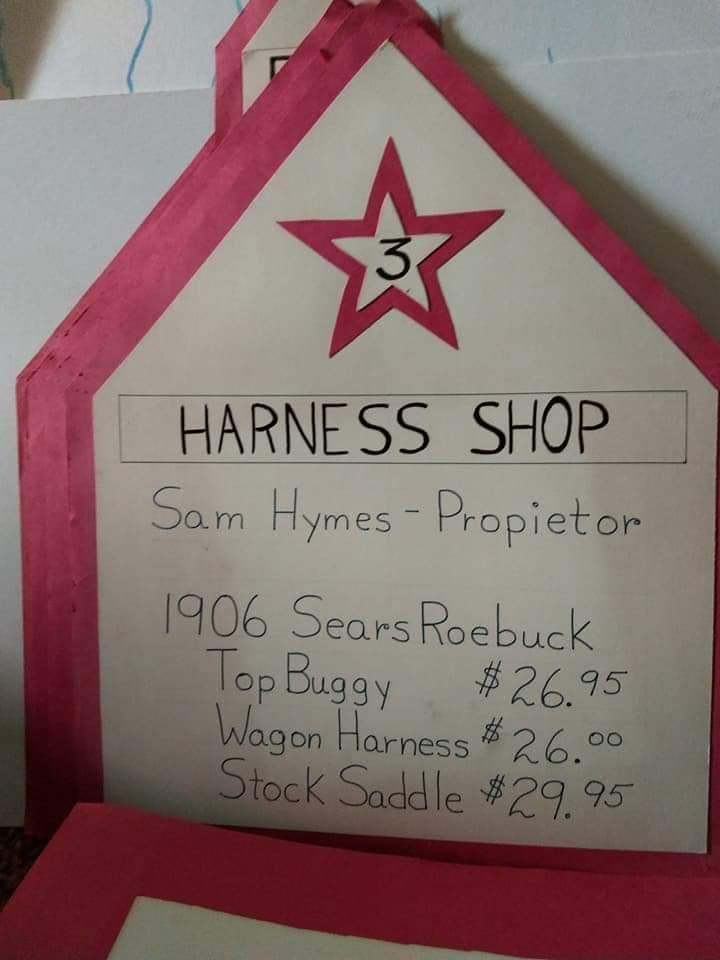 3
HARNESS SHOP
Sam Hymes - Propietor
1906 Sears Roebuck
Top Buggy $26.95
Wagon Harness $26.00
Stock Saddle $29.95